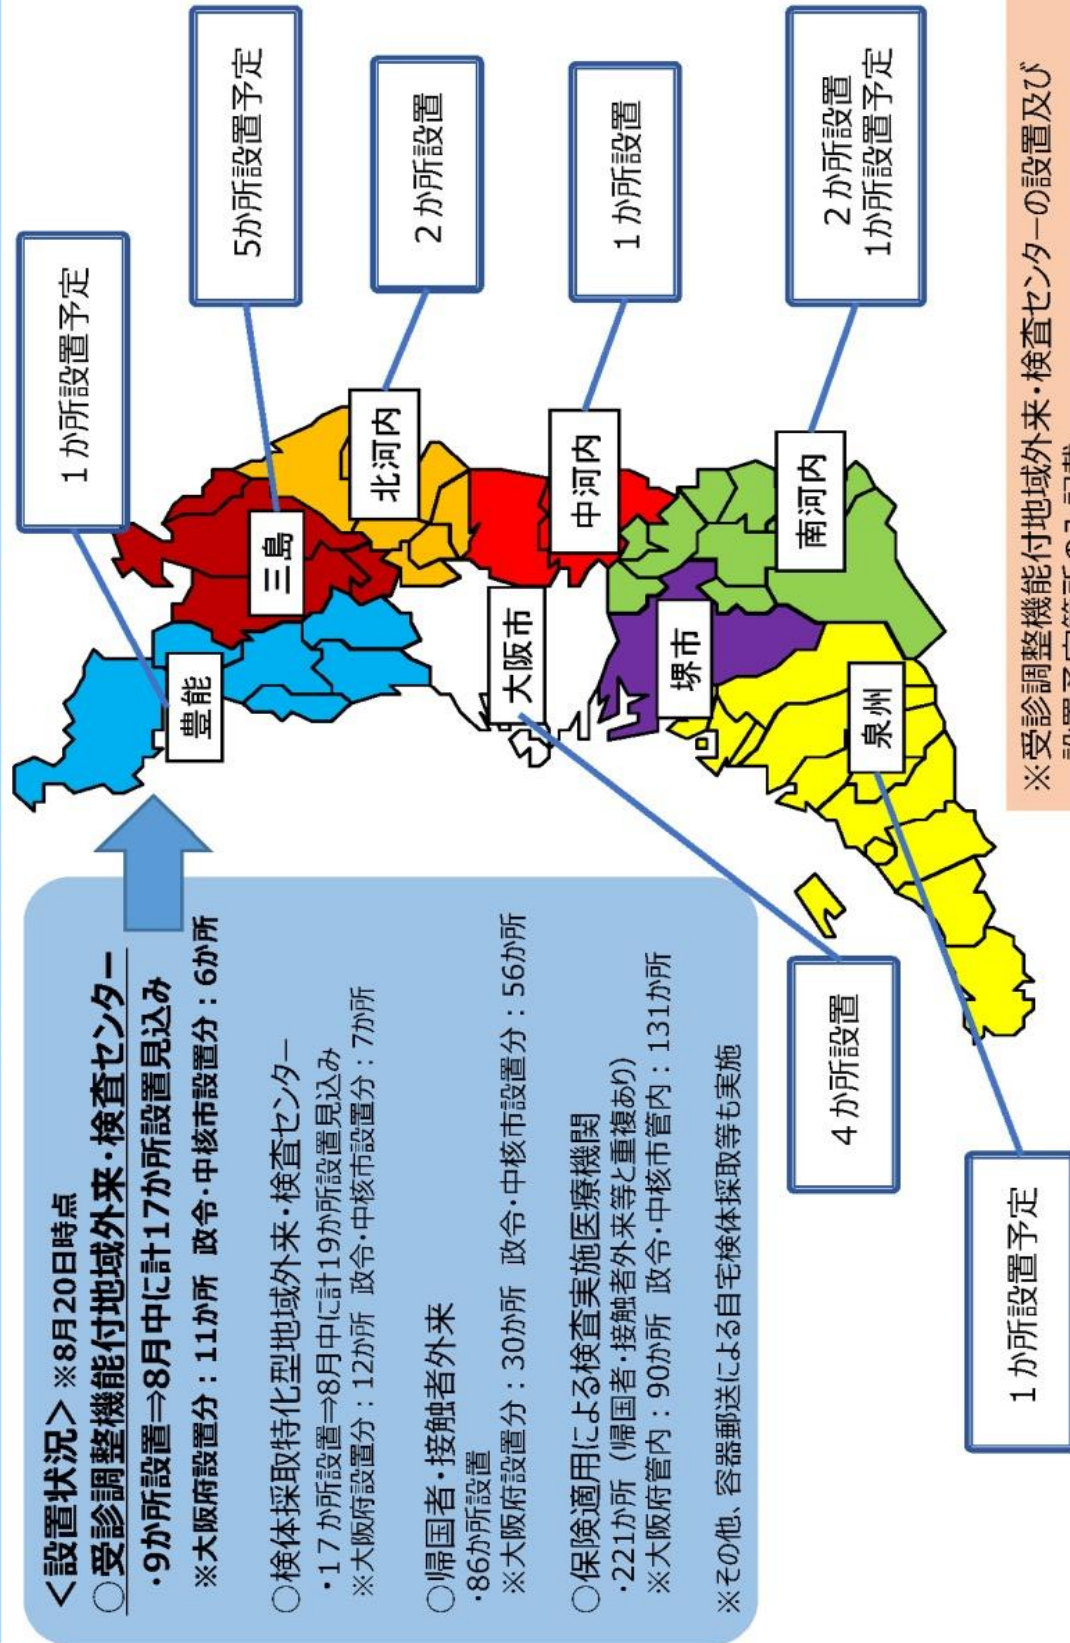 <設置状況> ※8月20日時点
○受診調整機能付地域外来・検査センター
・9か所設置⇒8月中に計17か所設置見込み
※大阪府設置分：11か所 政令・中核市設置分：6か所
○検体採取特化型地域外来・検査センター
・17か所設置⇒8月中に計19か所設置見込み
※大阪府設置分：12か所 政令・中核市設置分：7か所
○帰国者・接触者外来
・86か所設置
※大阪府設置分：30か所 政令・中核市設置分：56か所
○保険適用による検査実施医療機関
・221か所（帰国者・接触者外来等と重複あり）
※大阪府管内：90か所 政令・中核市管内：131か所
※その他、容器郵送による自宅検体採取等も実施
1か所設置予定
5か所設置予定
2か所設置
1か所設置
2か所設置
1か所設置予定
4か所設置
1か所設置予定
豊能
三島
北河内
大阪市
中河内
堺市
南河内
泉州
※受診調整機能付地域外来・検査センターの設置及び
設置予定箇所のみ記載